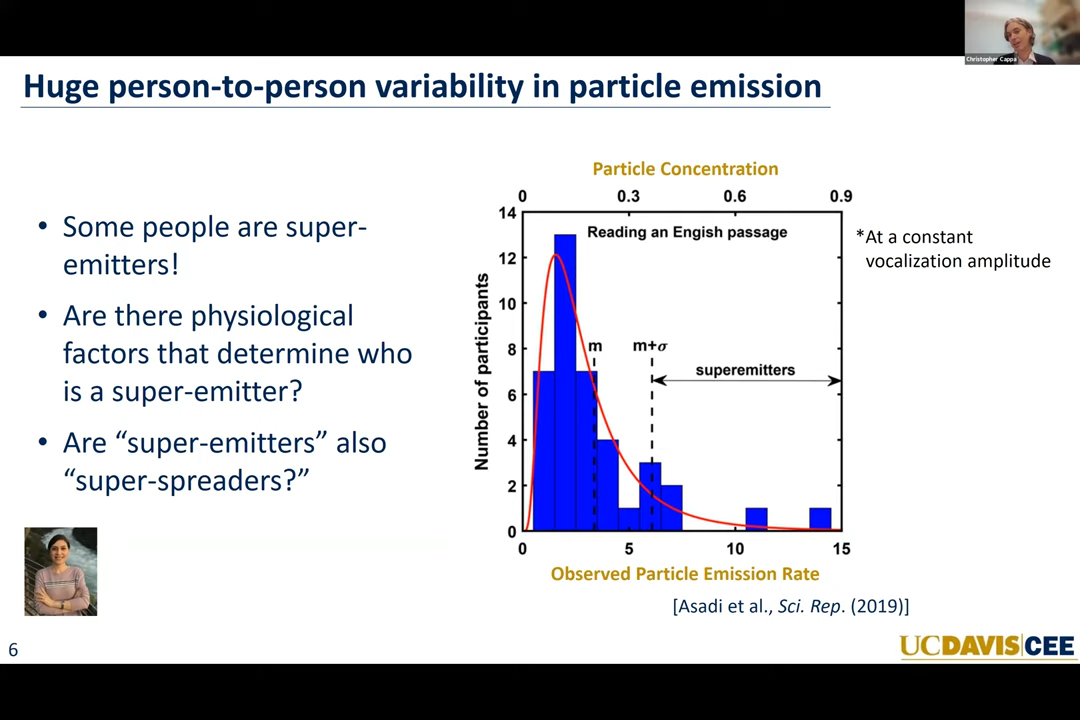 Christopher Cappa
Huge person-to-person variability in particle emission
• Some people are super-
emitters!
• Are there physiological
factors that determine who
is a super-emitter?
• Are “super-emitters” also
“super-spreaders?”
Particle Concentration
0 0.3 0.6 0.9
14
12
10
8
6
4
2
0
Number of participants
Reading an Engish passage
m m+σ
superemitters
0 5 10 15
Observed Particle Emission Rate
*At a constant
vocalization amplitude
[Asadi et al., Sci. Rep. (2019)]
6
UCDAVIS|CEE